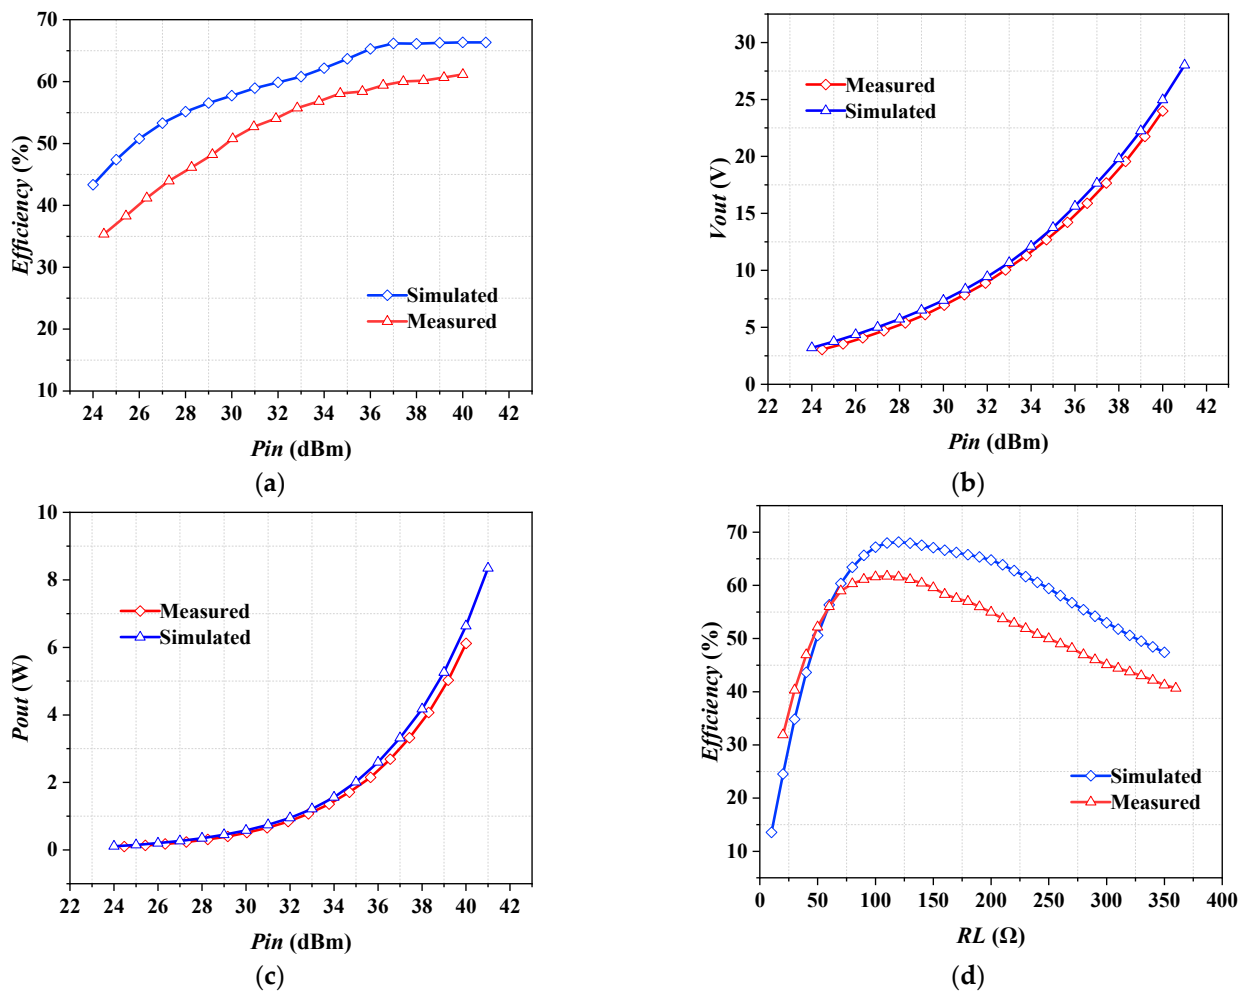 70
60
50
40
30
20
10
Efficiency (%)
Simulated
Measured
24 26 28 30 32 34 36 38 40 42
Pin (dBm)
(a)
30
25
20
15
10
5
0
Vout (V)
Measured
Simulated
22 24 26 28 30 32 34 36 38 40 42
Pin (dBm)
(b)
10
8
6
4
2
0
Pout (W)
Measured
Simulated
22 24 26 28 30 32 34 36 38 40 42
Pin (dBm)
(c)
70
60
50
40
30
20
10
Efficiency (%)
Simulated
Measured
0 50 100 150 200 250 300 350 400
RL (Ω)
(d)